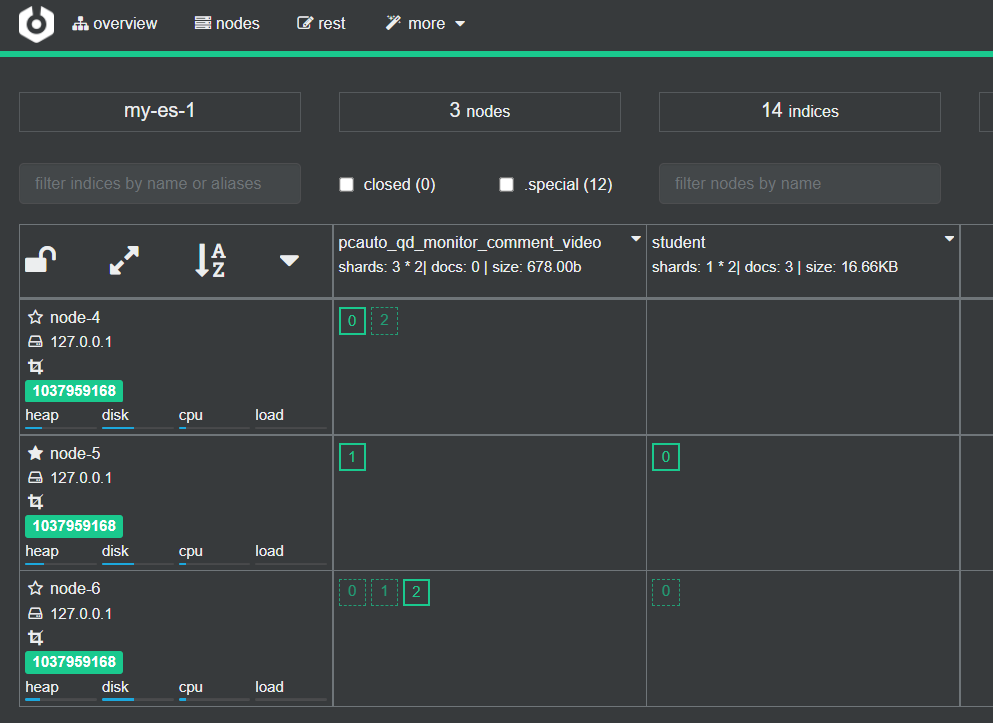 overview nodes rest more
my-es-1 3 nodes 14 indices
filter indices by name or aliases closed (0) .special (12) filter nodes by name
pcauto_qd_monitor_comment_video student
shards: 3 * 2| docs: 0 | size: 678.00b shards: 1 * 2| docs: 3 | size: 16.66KB
A
Z
node-4
0 2
127.0.0.1
1037959168
heap disk cpu load
node-5
1 0
127.0.0.1
1037959168
heap disk cpu load
node-6
0 1 2 0
127.0.0.1
1037959168
heap disk cpu load